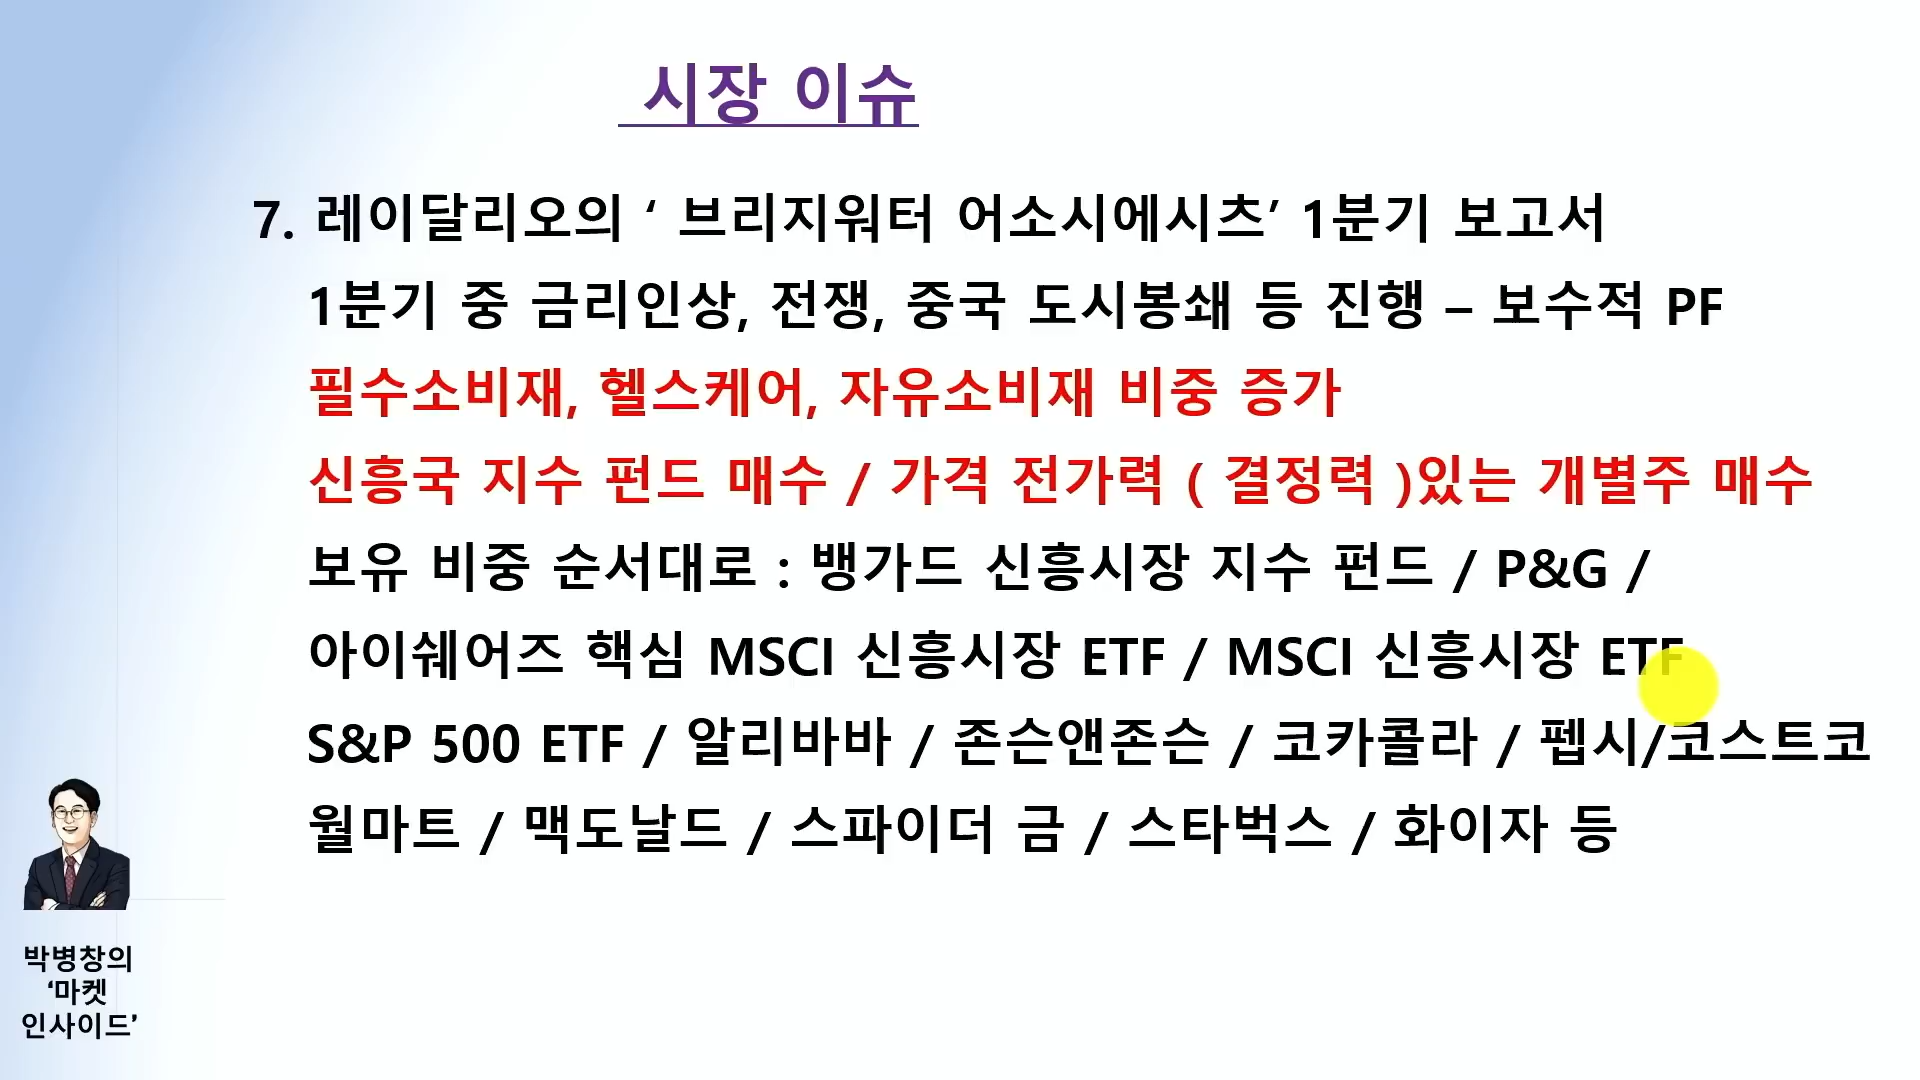 시장 이슈
7. 레이달리오의 ‘ 브리지워터 어소시에시츠’ 1분기 보고서
1분기 중 금리인상, 전쟁, 중국 도시봉쇄 등 진행 – 보수적 PF
필수소비재, 헬스케어, 자유소비재 비중 증가
신흥국 지수 펀드 매수 / 가격 전가력 ( 결정력 )있는 개별주 매수
보유 비중 순서대로 : 뱅가드 신흥시장 지수 펀드 / P&G /
아이쉐어즈 핵심 MSCI 신흥시장 ETF / MSCI 신흥시장 ETF
S&P 500 ETF / 알리바바 / 존슨앤존슨 / 코카콜라 / 펩시/코스트코
월마트 / 맥도날드 / 스파이더 금 / 스타벅스 / 화이자 등
박병창의
‘마켓
인사이드’